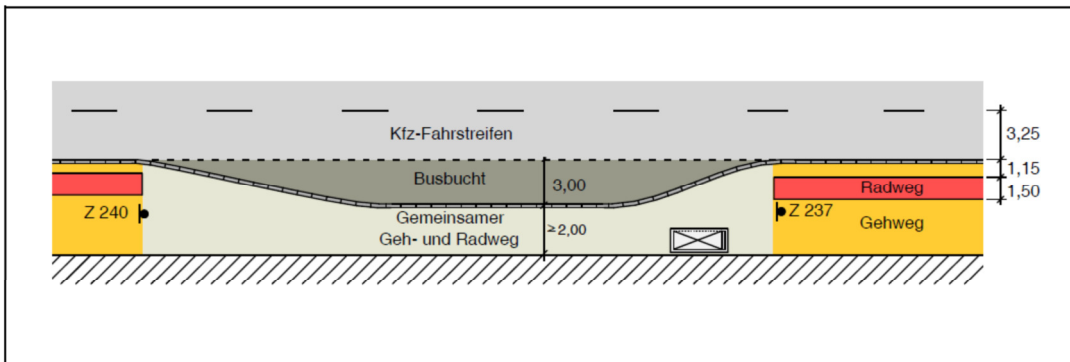 Kfz-Fahrstreifen
3,25
Busbucht
3,00
1,15
Radweg
1,50
Z 240
Gemeinsamer
Geh- und Radweg
≥2,00
Z 237
Gehweg